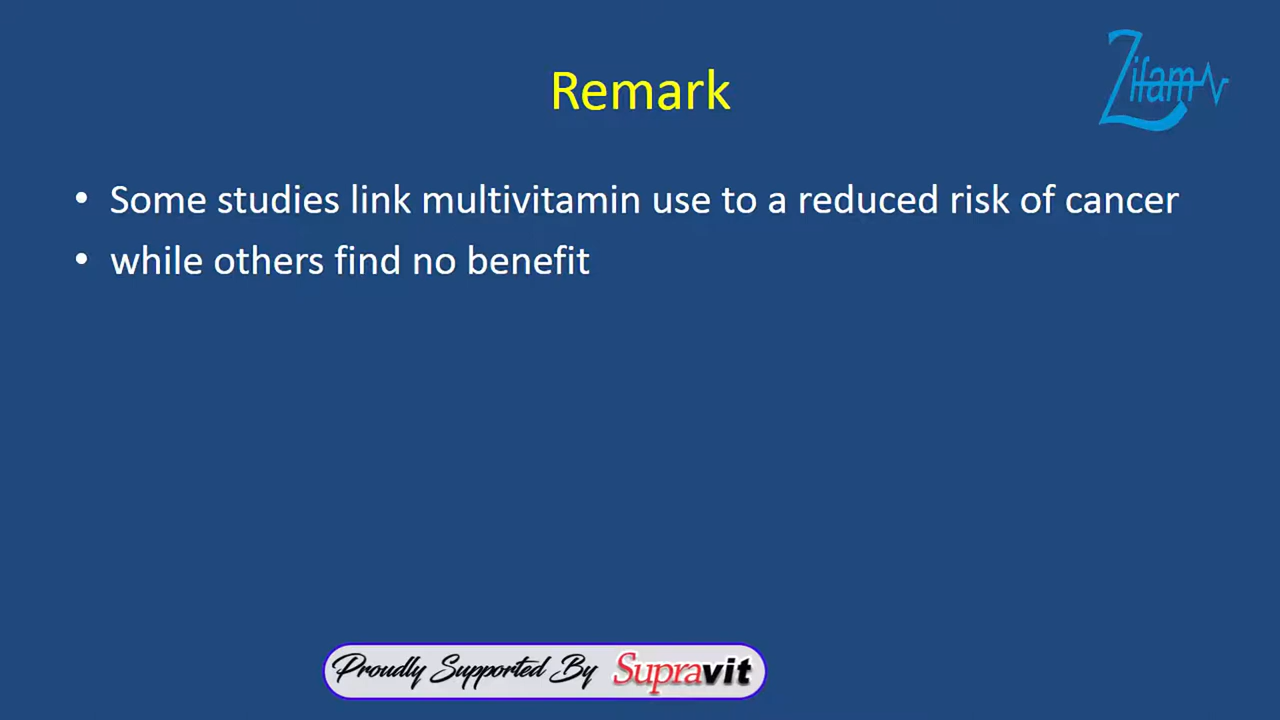 Zifam
Remark
• Some studies link multivitamin use to a reduced risk of cancer
• while others find no benefit
Proudly Supported By Supravit